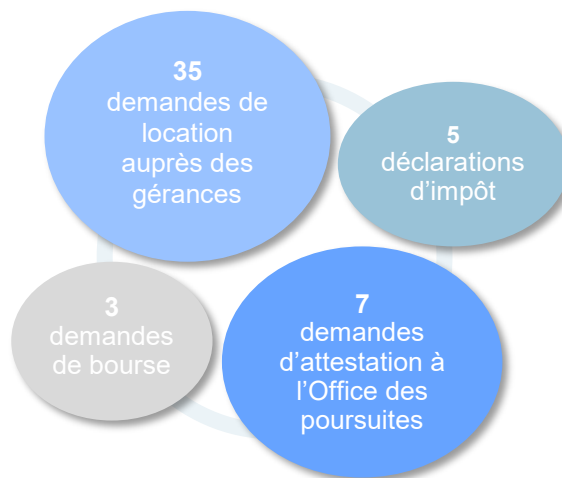 35
demandes de
location
auprès des
gérances
5
déclarations
d’impôt
3
demandes
de bourse
7
demandes
d’attestation à
l’Office des
poursuites